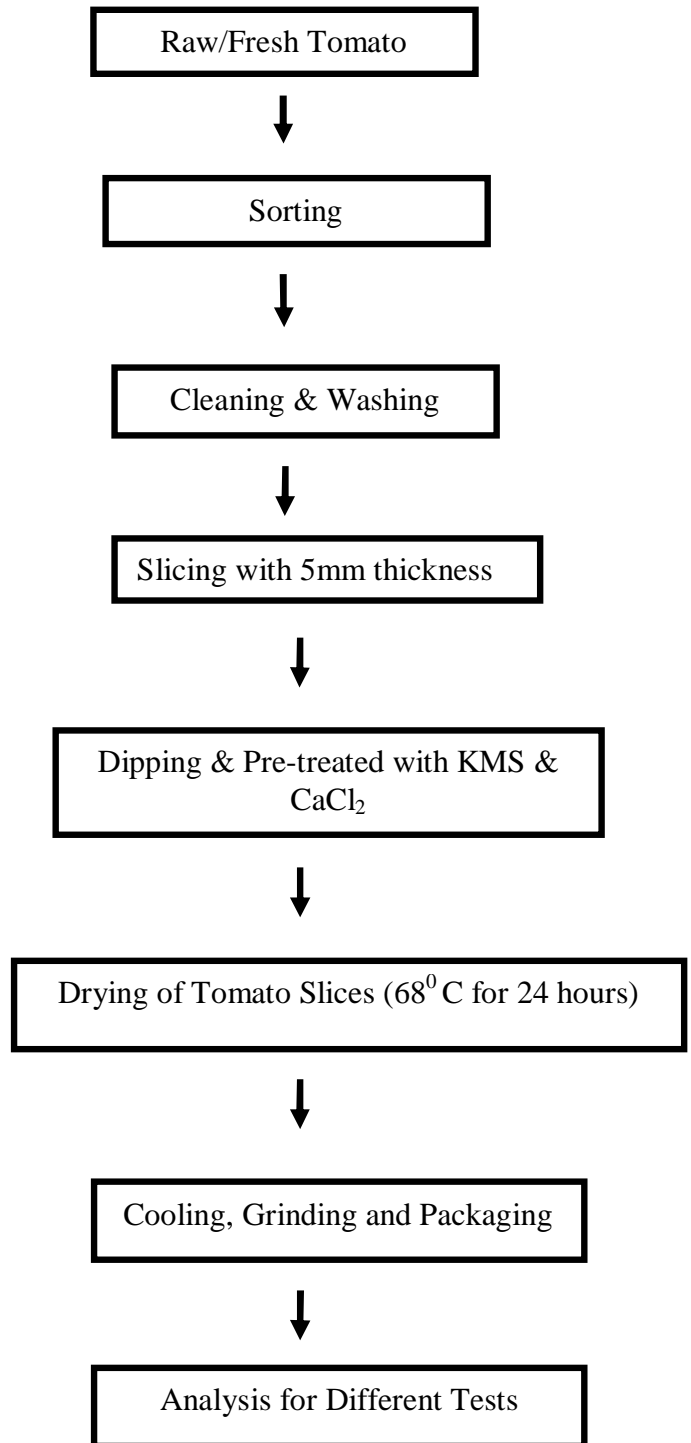 Raw/Fresh Tomato
Sorting
Cleaning & Washing
Slicing with 5mm thickness
Dipping & Pre-treated with KMS &
CaCl₂
Drying of Tomato Slices (68⁰ C for 24 hours)
Cooling, Grinding and Packaging
Analysis for Different Tests